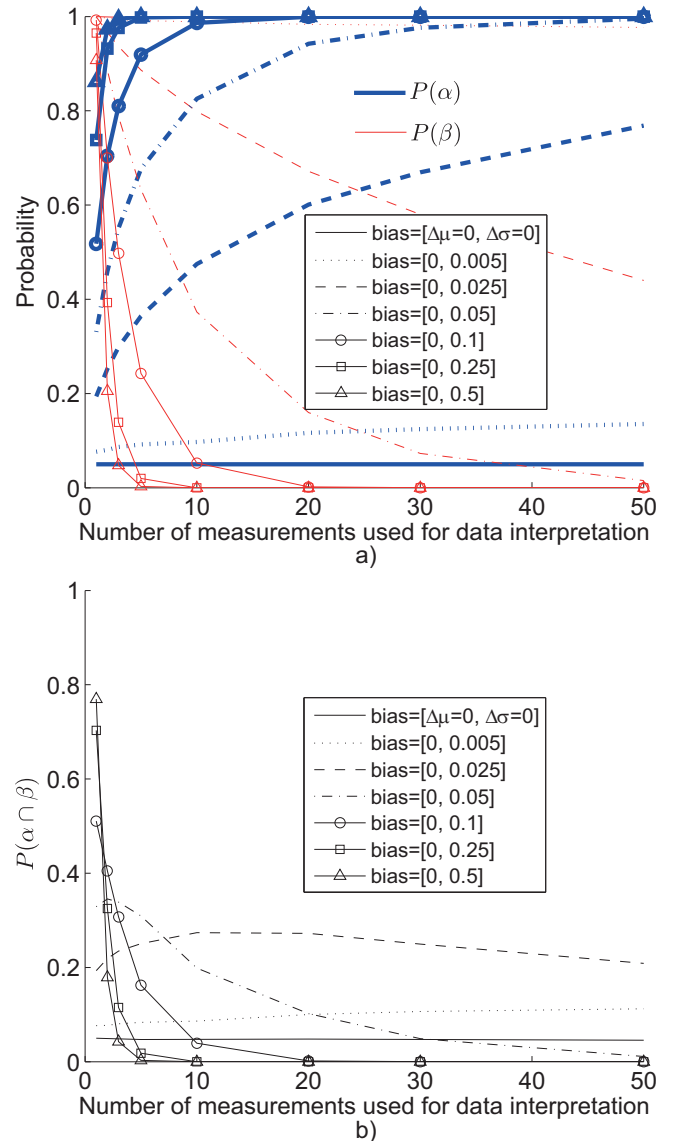 1
0.8
0.6
0.4
0.2
0
Probability
P(α)
P(β)
bias=[Δμ=0, Δσ=0]
bias=[0, 0.005]
bias=[0, 0.025]
bias=[0, 0.05]
bias=[0, 0.1]
bias=[0, 0.25]
bias=[0, 0.5]
0 10 20 30 40 50
Number of measurements used for data interpretation
a)
1
0.8
0.6
0.4
0.2
0
P(α ∩ β)
bias=[Δμ=0, Δσ=0]
bias=[0, 0.005]
bias=[0, 0.025]
bias=[0, 0.05]
bias=[0, 0.1]
bias=[0, 0.25]
bias=[0, 0.5]
0 10 20 30 40 50
Number of measurements used for data interpretation
b)